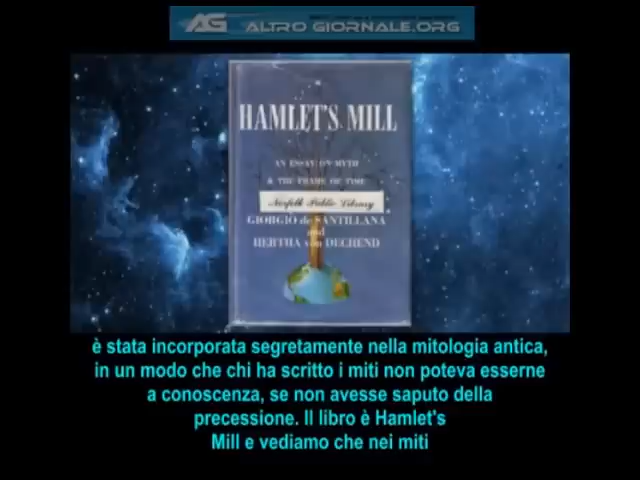 AG ALTRO GIORNALE.ORG
HAMLET'S MILL
AN ESSAY ON MYTH
& THE FRAME OF TIME
Norfolk Public Library
GIORGIO de SANTILLANA
and
HERTHA von DECHEND
è stata incorporata segretamente nella mitologia antica,
in un modo che chi ha scritto i miti non poteva esserne
a conoscenza, se non avesse saputo della
precessione. Il libro è Hamlet's
Mill e vediamo che nei miti